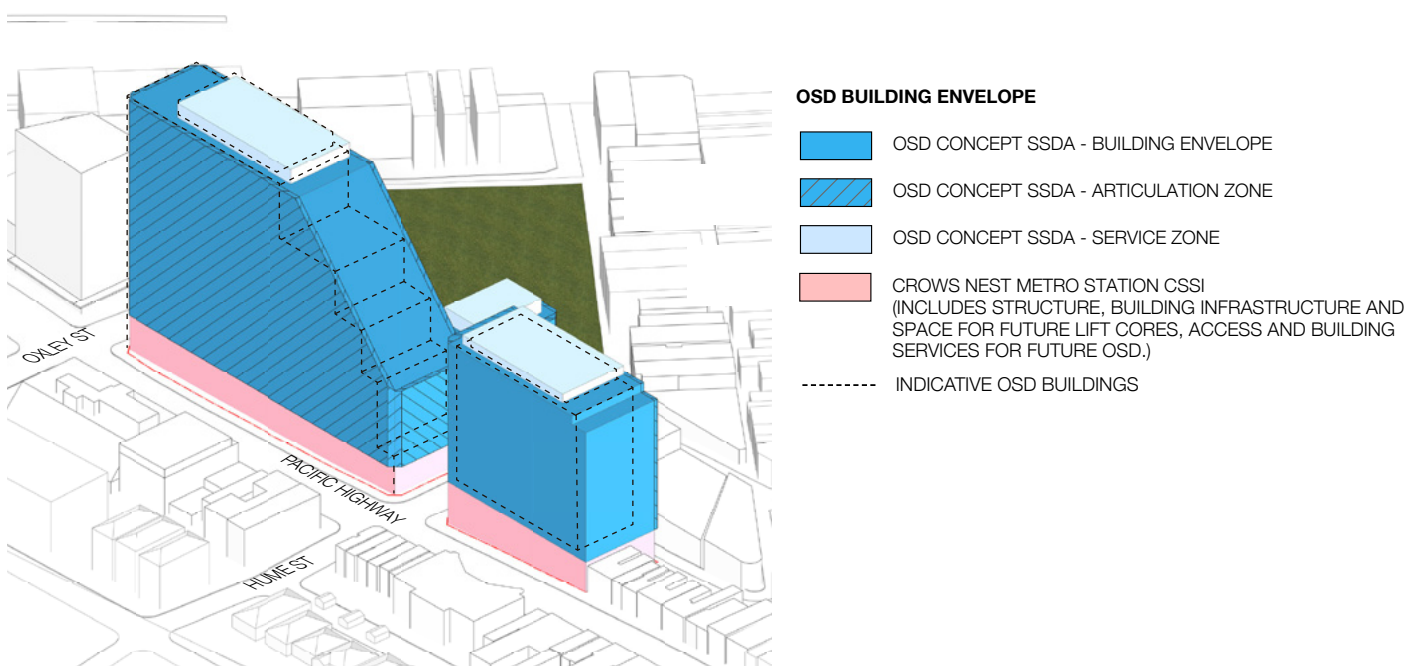 OSD BUILDING ENVELOPE
OSD CONCEPT SSDA - BUILDING ENVELOPE
OSD CONCEPT SSDA - ARTICULATION ZONE
OSD CONCEPT SSDA - SERVICE ZONE
CROWS NEST METRO STATION CSSI
(INCLUDES STRUCTURE, BUILDING INFRASTRUCTURE AND
SPACE FOR FUTURE LIFT CORES, ACCESS AND BUILDING
SERVICES FOR FUTURE OSD.)
INDICATIVE OSD BUILDINGS
OXLEY ST
PACIFIC HIGHWAY
HUME ST